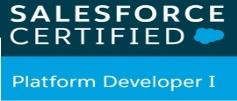 SALESFORCE
CERTIFIED
Platform Developer I